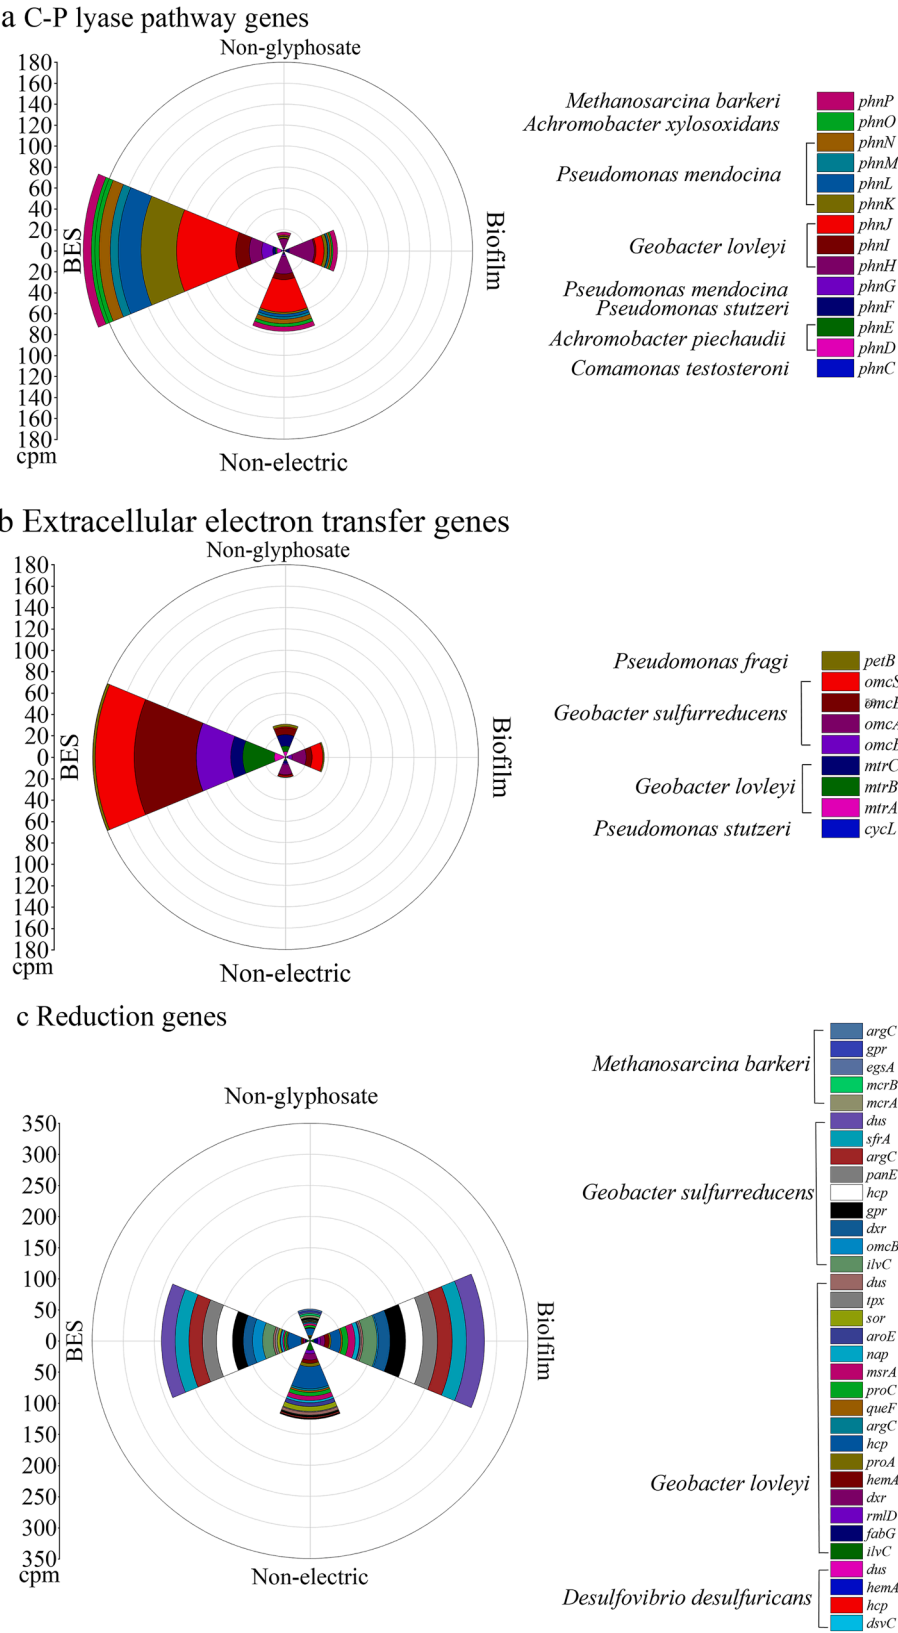 a C-P lyase pathway genes
Non-glyphosate
180
160
140
120
100
80
60
40
20
0
20
40
60
80
100
120
140
160
180
cpm
BES
Biofilm
Non-electric
Methanosarcina barkeri
Achromobacter xylosoxidans
Pseudomonas mendocina
Geobacter lovleyi
Pseudomonas mendocina
Pseudomonas stutzeri
Achromobacter piechaudii
Comamonas testosteroni
phnP
phnO
phnN
phnM
phnL
phnK
phnJ
phnI
phnH
phnG
phnF
phnE
phnD
phnC
b Extracellular electron transfer genes
Non-glyphosate
180
160
140
120
100
80
60
40
20
0
20
40
60
80
100
120
140
160
180
cpm
BES
Biofilm
Non-electric
Pseudomonas fragi
Geobacter sulfurreducens
Geobacter lovleyi
Pseudomonas stutzeri
petB
omcS
omcA
mtrC
mtrB
mtrA
cycL
c Reduction genes
Non-glyphosate
350
300
250
200
150
100
50
0
50
100
150
200
250
300
350
cpm
BES
Biolfilm
Non-electric
Methanosarcina barkeri
Geobacter sulfurreducens
Geobacter lovleyi
Desulfovibrio desulfuricans
argC
gpr
egsA
mcrB
mcrA
dus
sfrA
argC
panE
hcp
gpr
dxr
omcB
ilvC
dus
tpx
sor
aroE
nap
msrA
proC
queF
argC
hcp
proA
hemA
dxr
rmlD
fabG
ilvC
dus
hemA
hcp
dsvC